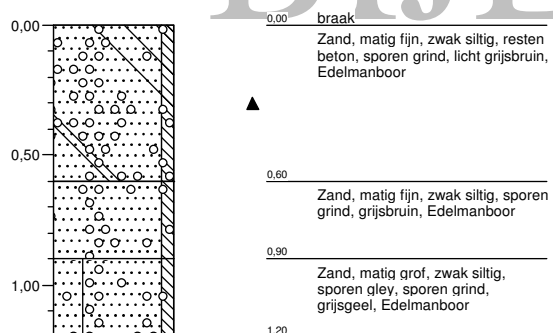 0,00
0,50
1,00
0,00 braak
Zand, matig fijn, zwak siltig, resten
beton, sporen grind, licht grijsbruin,
Edelmanboor
0,60
Zand, matig fijn, zwak siltig, sporen
grind, grijsbruin, Edelmanboor
0,90
Zand, matig grof, zwak siltig,
sporen gley, sporen grind,
grijsgeel, Edelmanboor
1,20